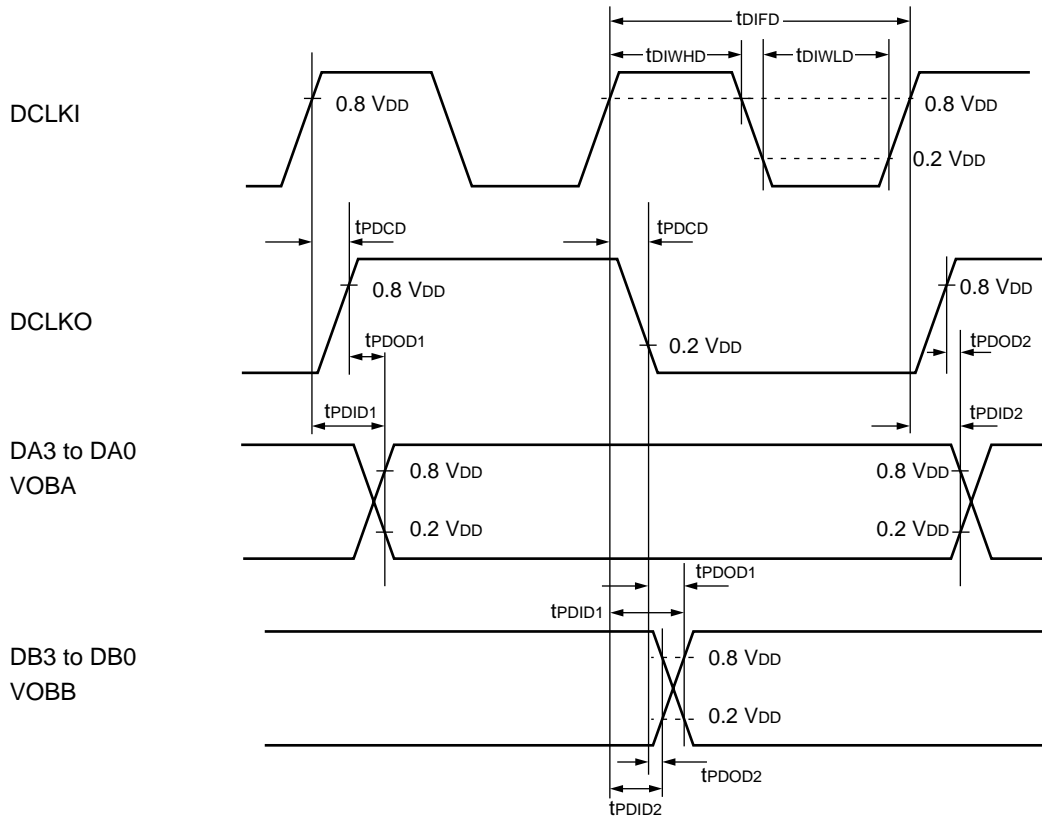 tDIFD
tDIWHD
tDIWLD
DCLKI
0.8 VDD
0.8 VDD
0.2 VDD
tPDCD
tPDCD
DCLKO
0.8 VDD
0.8 VDD
tPDOD1
0.2 VDD
tPDOD2
tPDID1
tPDID2
DA3 to DA0
VOBA
0.8 VDD
0.8 VDD
0.2 VDD
0.2 VDD
tPDOD1
tPDID1
DB3 to DB0
VOBB
0.8 VDD
0.2 VDD
tPDOD2
tPDID2